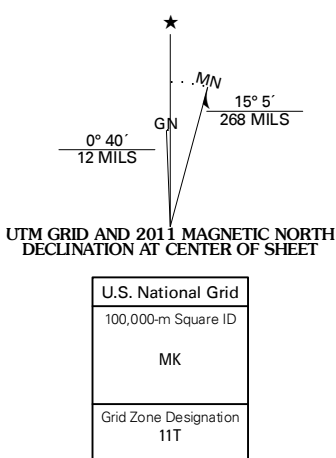 MN
GN
15° 5´
268 MILS
0° 40´
12 MILS
UTM GRID AND 2011 MAGNETIC NORTH
DECLINATION AT CENTER OF SHEET
U.S. National Grid
100,000-m Square ID
MK
Grid Zone Designation
11T